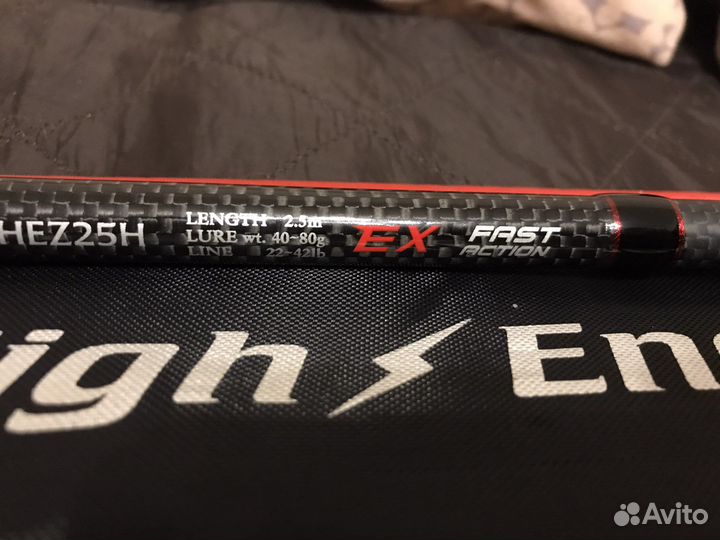 HEZ25H
LENGTH 2.5m
LURE wt. 40~80g
LINE 22~42lb
EX
FAST
ACTION
igh En
Avito